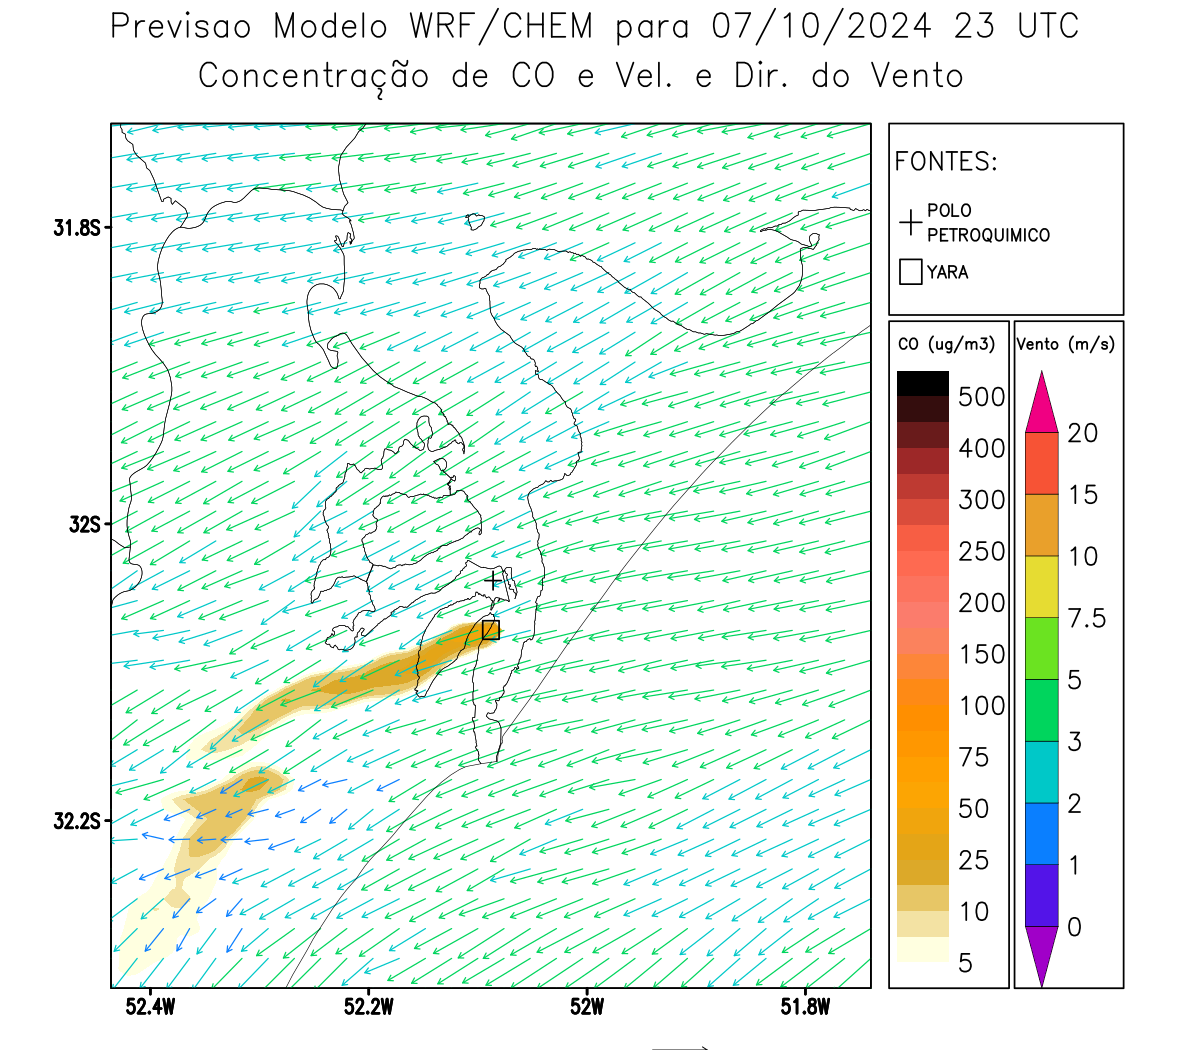 Previsao Modelo WRF/CHEM para 07/10/2024 23 UTC
Concentração de CO e Vel. e Dir. do Vento
FONTES:
POLO
PETROQUIMICO
YARA
CO (ug/m3)
500
400
300
250
200
150
100
75
50
25
10
5
Vento (m/s)
20
15
10
7.5
5
3
2
1
0
31.8S
32S
32.2S
52.4W 52.2W 52W 51.8W